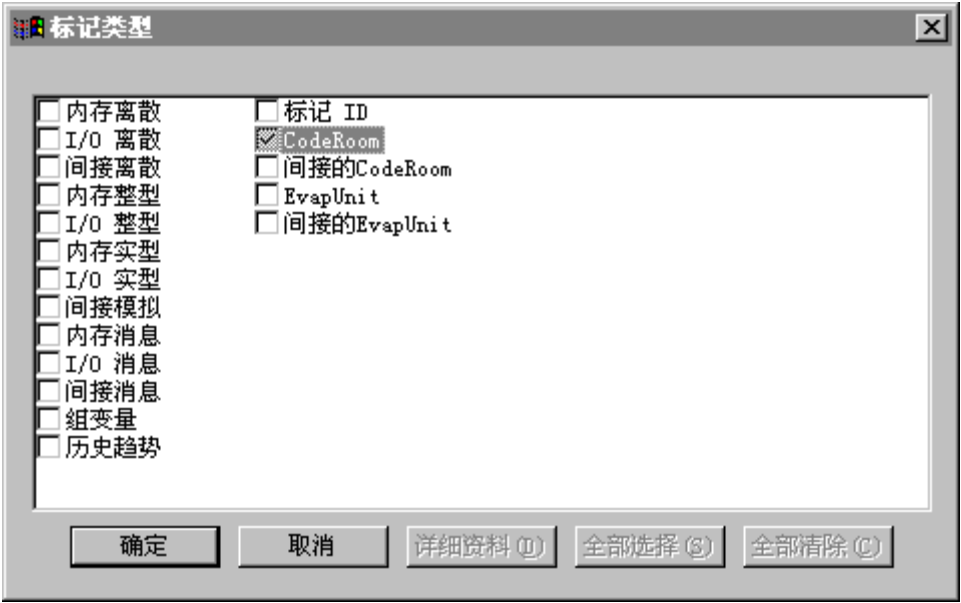 标记类型
内存离散
I/O 离散
间接离散
内存整型
I/O 整型
内存实型
I/O 实型
间接模拟
内存消息
I/O 消息
间接消息
组变量
历史趋势
标记 ID
CodeRoom
间接的CodeRoom
EvapUnit
间接的EvapUnit
确定 取消 详细资料(D) 全部选择(S) 全部清除(C)